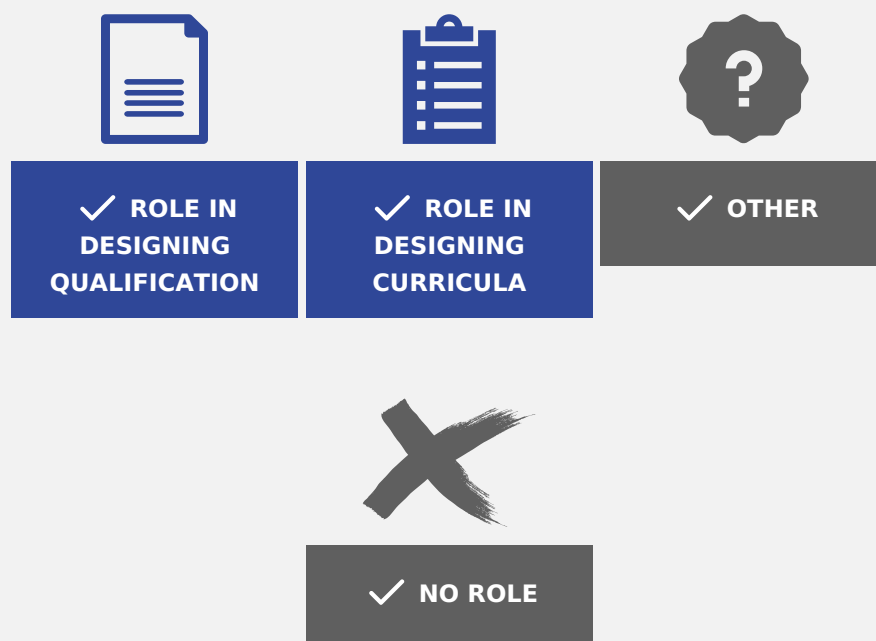 ROLE IN
DESIGNING
QUALIFICATION
ROLE IN
DESIGNING
CURRICULA
OTHER
NO ROLE